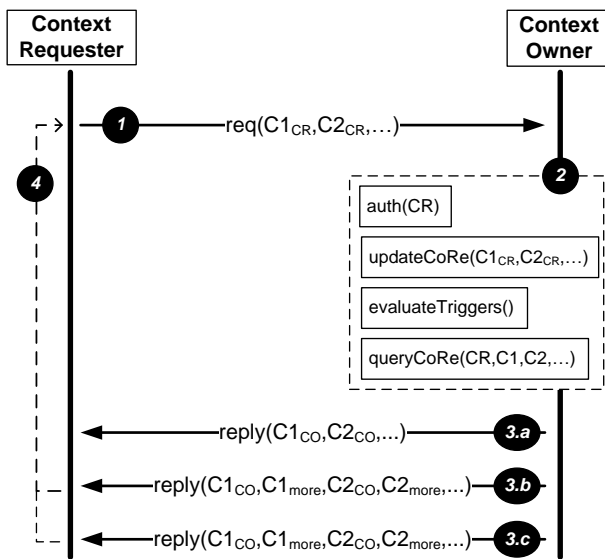 Context
Requester
Context
Owner
1
req(C1CR,C2CR,…)
2
4
auth(CR)
updateCoRe(C1CR,C2CR,…)
evaluateTriggers()
queryCoRe(CR,C1,C2,…)
reply(C1CO,C2CO,...)
3.a
reply(C1CO,C1more,C2CO,C2more,...)
3.b
reply(C1CO,C1more,C2CO,C2more,...)
3.c